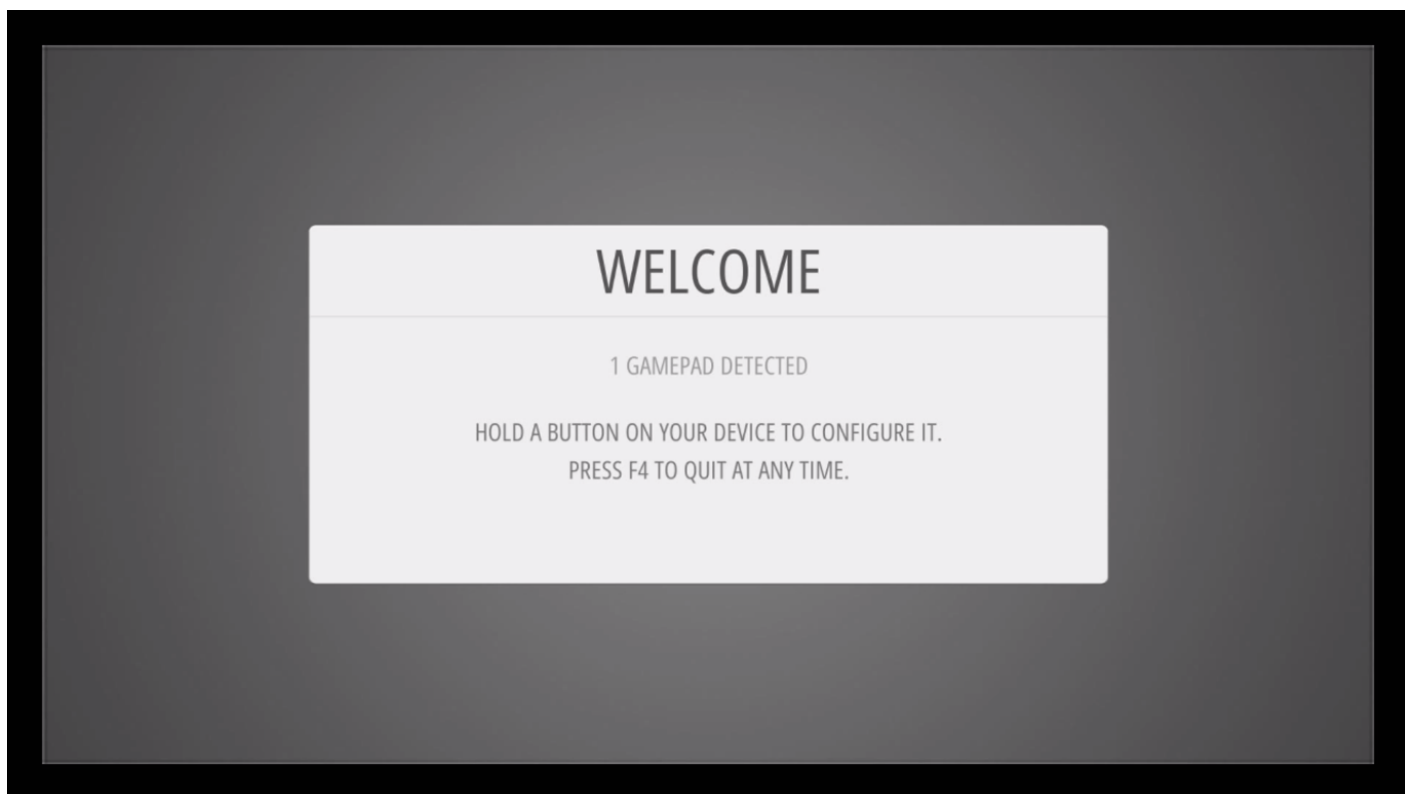 WELCOME
1 GAMEPAD DETECTED
HOLD A BUTTON ON YOUR DEVICE TO CONFIGURE IT.
PRESS F4 TO QUIT AT ANY TIME.